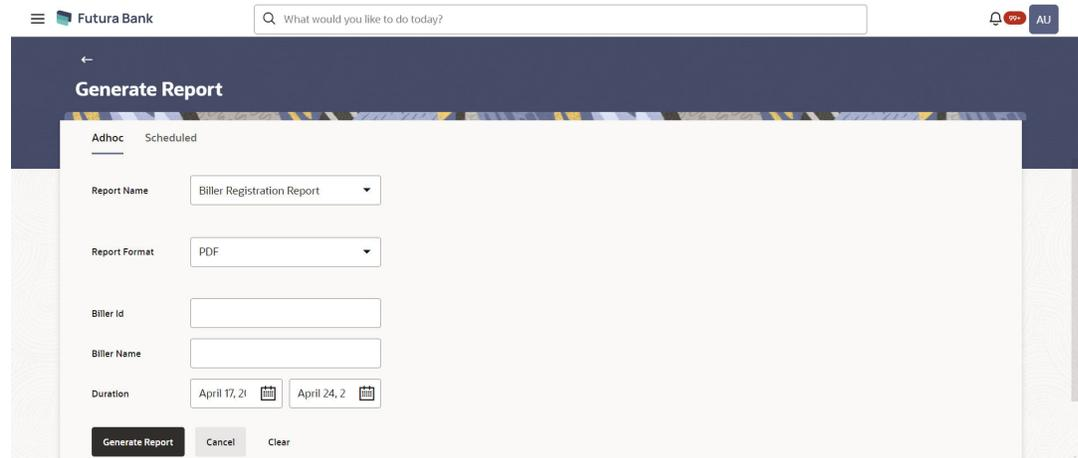 Futura Bank
What would you like to do today?
99+
AU
Generate Report
Adhoc Scheduled
Report Name Biller Registration Report
Report Format PDF
Biller Id
Biller Name
Duration April 17, 2 April 24, 2
Generate Report Cancel Clear